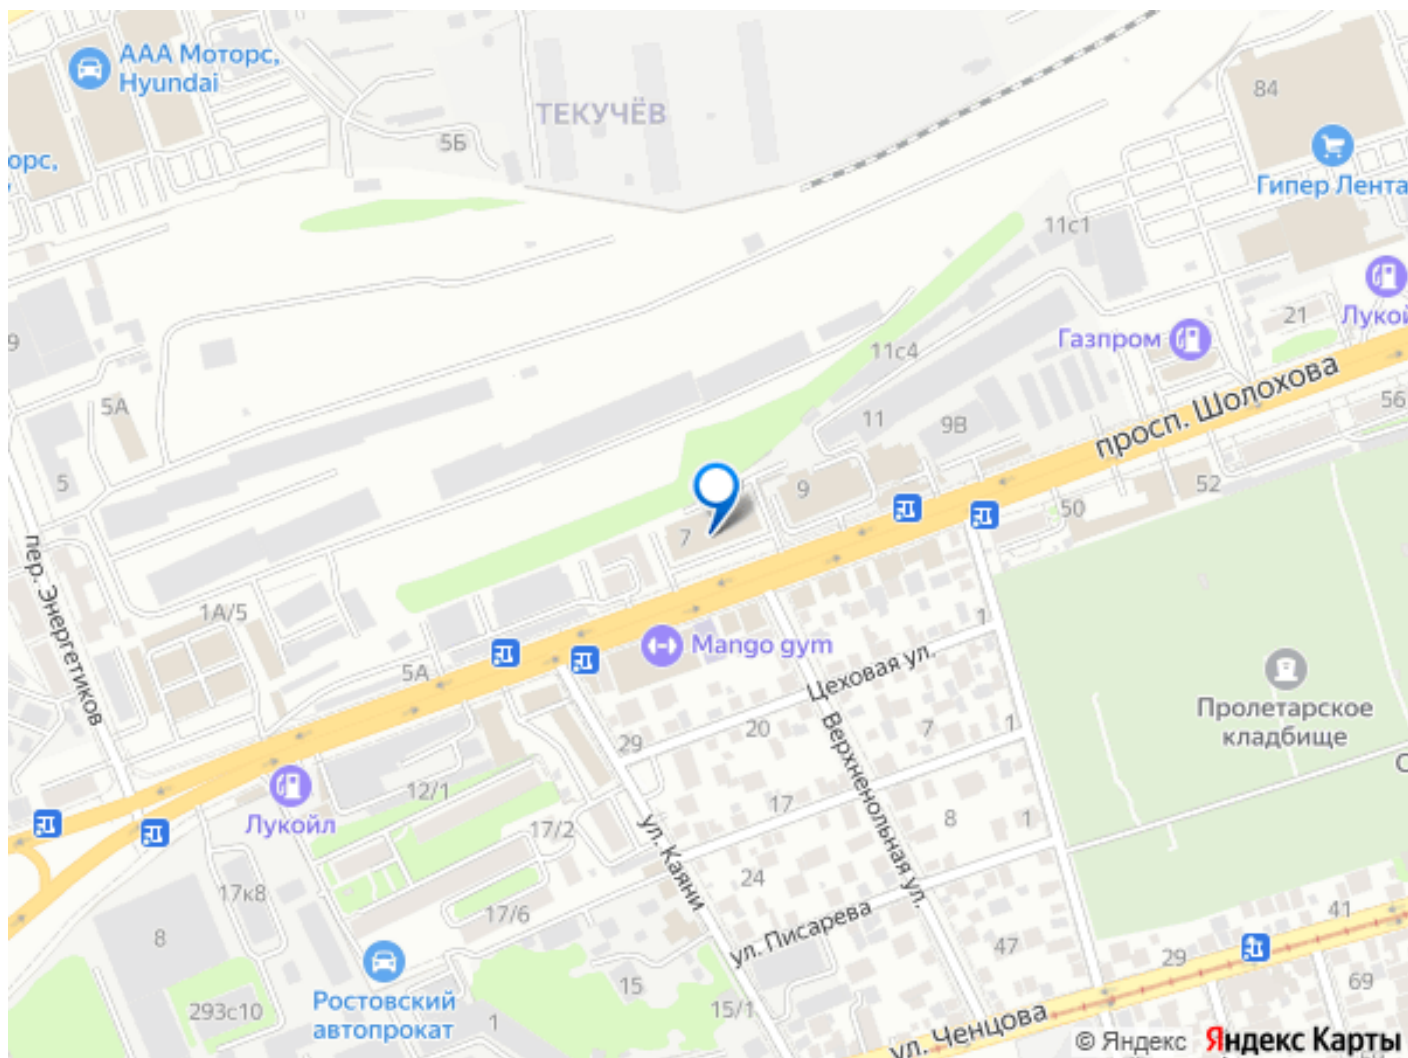 ААА Моторс,
Hyundai
84
ТЕКУЧЁВ
5Б
орс,
Гипер Лента
11с1
9
21
Лукой
Газпром
11с4
просп. Шолохова
5А
56
11
9В
5
9
52
50
7
пер. Энергетиков
1А/5
1
Mango gym
Цеховая ул.
5А
Пролетарское
кладбище
20
7
1
29
Верхненольная ул.
С
12/1
Лукойл
17
8
1
17/2
ул. Каяни
24
17к8
17/6
ул. Писарева
41
8
47
29
Ростовский
автопрокат
15
69
293с10
15/1
1
ул. Ченцова
© Яндекс Яндекс Карты